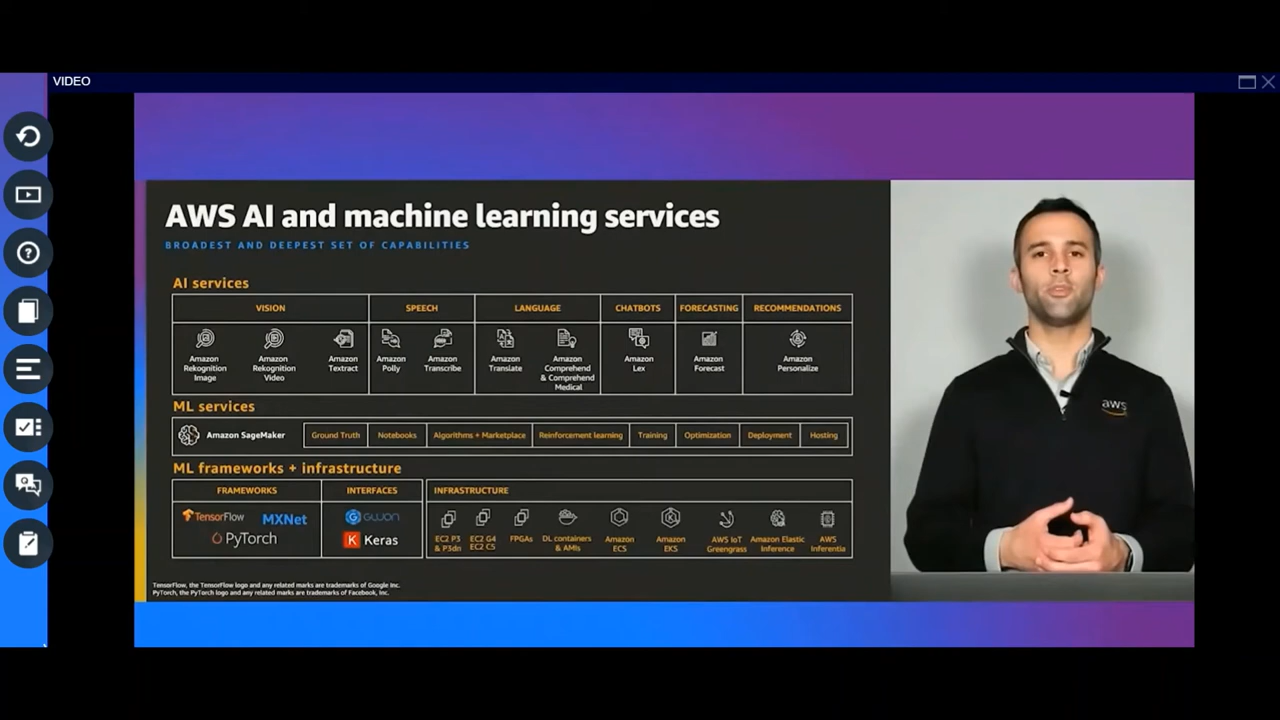 VIDEO
AWS AI and machine learning services
BROADEST AND DEEPEST SET OF CAPABILITIES
AI services
VISION
SPEECH
LANGUAGE
CHATBOTS
FORECASTING
RECOMMENDATIONS
Amazon
Rekognition
Image
Amazon
Rekognition
Video
Amazon
Textract
Amazon
Polly
Amazon
Transcribe
Amazon
Translate
Amazon
Comprehend
& Comprehend
Medical
Amazon
Lex
Amazon
Forecast
Amazon
Personalize
aws
ML services
Amazon SageMaker
Ground Truth
Notebooks
Algorithms + Marketplace
Reinforcement learning
Training
Optimization
Deployment
Hosting
ML frameworks + infrastructure
FRAMEWORKS
INTERFACES
INFRASTRUCTURE
TensorFlow
MXNet
PyTorch
GLUON
K Keras
EC2 P3
& P3dn
EC2 G4
EC2 C5
FPGAs
DL containers
& AMIs
Amazon
ECS
Amazon
EKS
AWS IoT
Greengrass
Amazon Elastic
Inference
AWS
Inferentia
TensorFlow, the TensorFlow logo and any related marks are trademarks of Google Inc.
PyTorch, the PyTorch logo and any related marks are trademarks of Facebook, Inc.